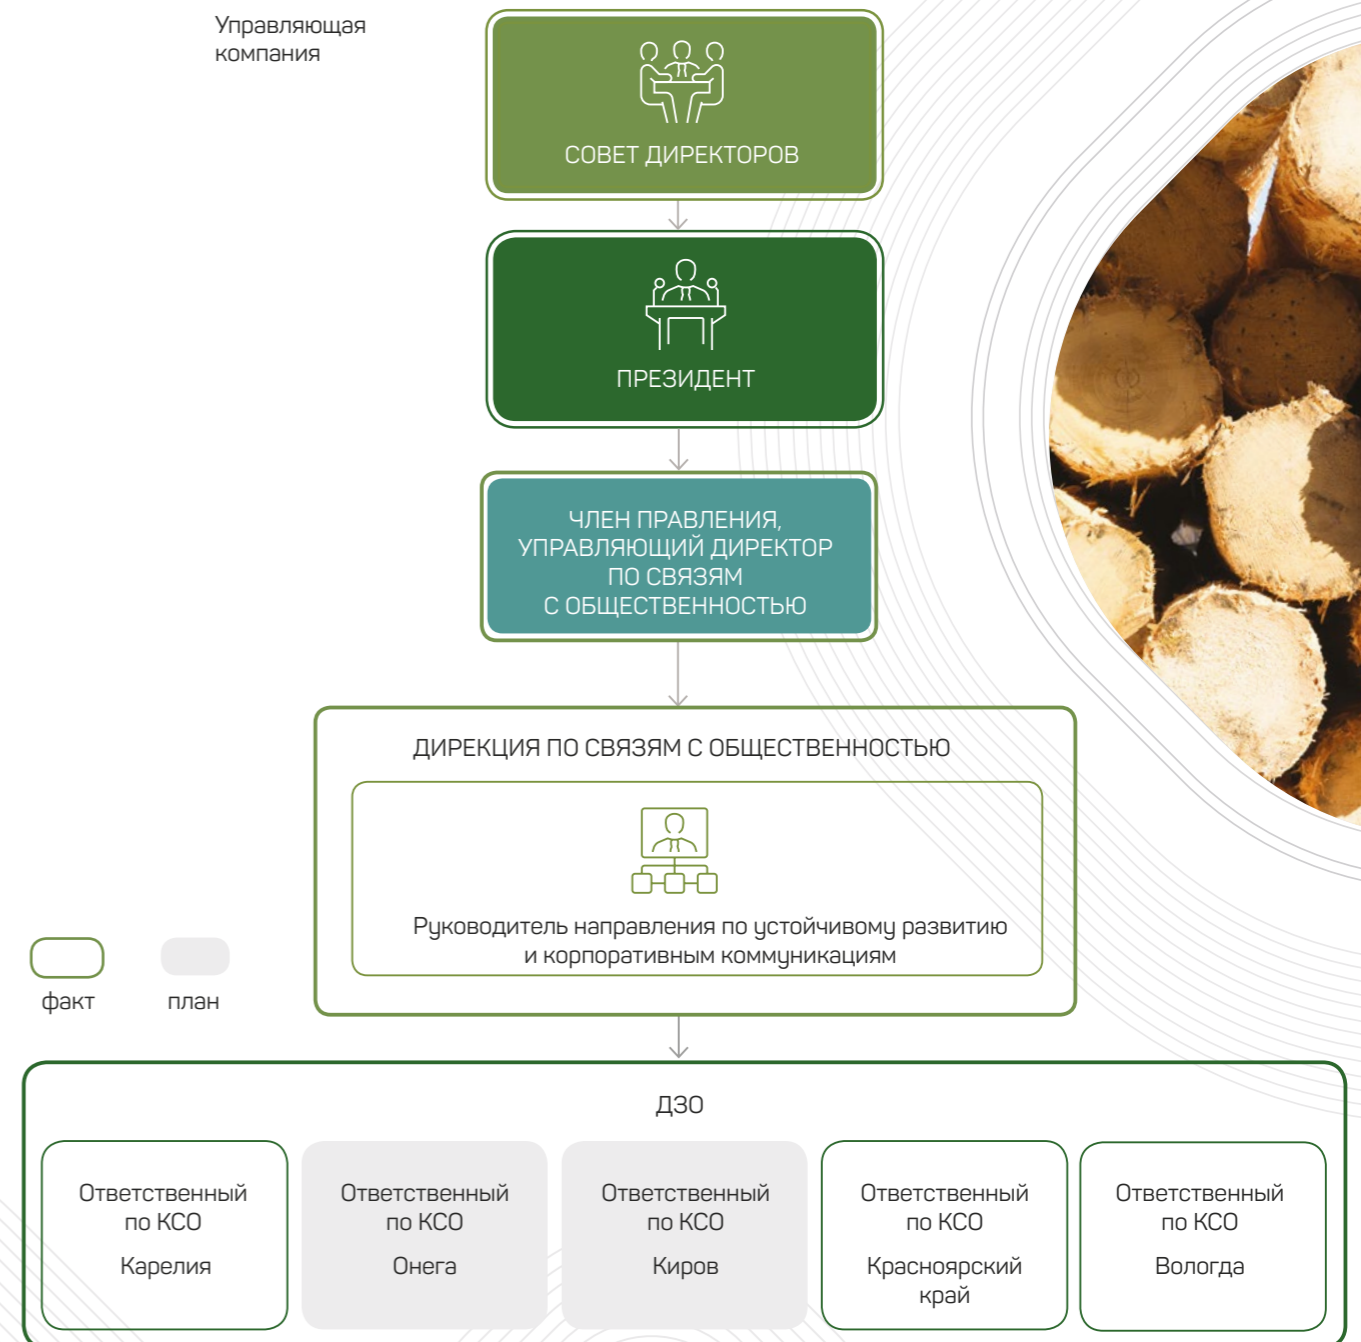 Управляющая
компания
СОВЕТ ДИРЕКТОРОВ
ПРЕЗИДЕНТ
ЧЛЕН ПРАВЛЕНИЯ,
УПРАВЛЯЮЩИЙ ДИРЕКТОР
ПО СВЯЗЯМ
С ОБЩЕСТВЕННОСТЬЮ
ДИРЕКЦИЯ ПО СВЯЗЯМ С ОБЩЕСТВЕННОСТЬЮ
Руководитель направления по устойчивому развитию
и корпоративным коммуникациям
факт
план
ДЗО
Ответственный
по КСО
Карелия
Ответственный
по КСО
Онега
Ответственный
по КСО
Киров
Ответственный
по КСО
Красноярский
край
Ответственный
по КСО
Вологда